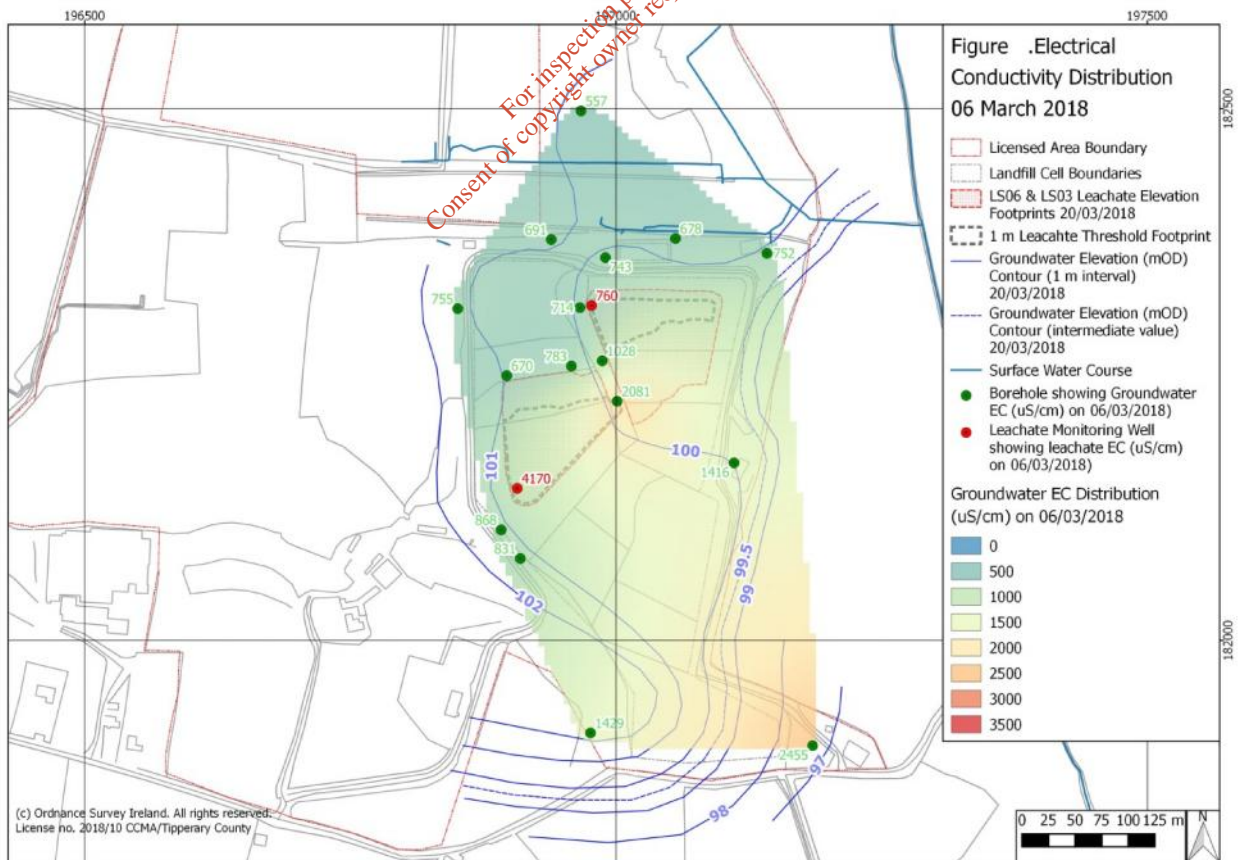 196500
197000
197500
For inspection p
Consent of copyright owner req
Figure .Electrical
Conductivity Distribution
06 March 2018
Licensed Area Boundary
Landfill Cell Boundaries
LS06 & LS03 Leachate Elevation
Footprints 20/03/2018
1 m Leacahte Threshold Footprint
Groundwater Elevation (mOD)
Contour (1 m interval)
20/03/2018
Groundwater Elevation (mOD)
Contour (intermediate value)
20/03/2018
Surface Water Course
Borehole showing Groundwater
EC (uS/cm) on 06/03/2018)
Leachate Monitoring Well
showing leachate EC (uS/cm)
on 06/03/2018)
Groundwater EC Distribution
(uS/cm) on 06/03/2018
0
500
1000
1500
2000
2500
3000
3500
182500
182000
557
691
678
752
743
755
714
760
783
1028
670
2081
100
1416
101
4170
868
831
99.5
99
102
1429
2455
97
98
(c) Ordnance Survey Ireland. All rights reserved.
License no. 2018/10 CCMA/Tipperary County
0 25 50 75 100 125 m
N